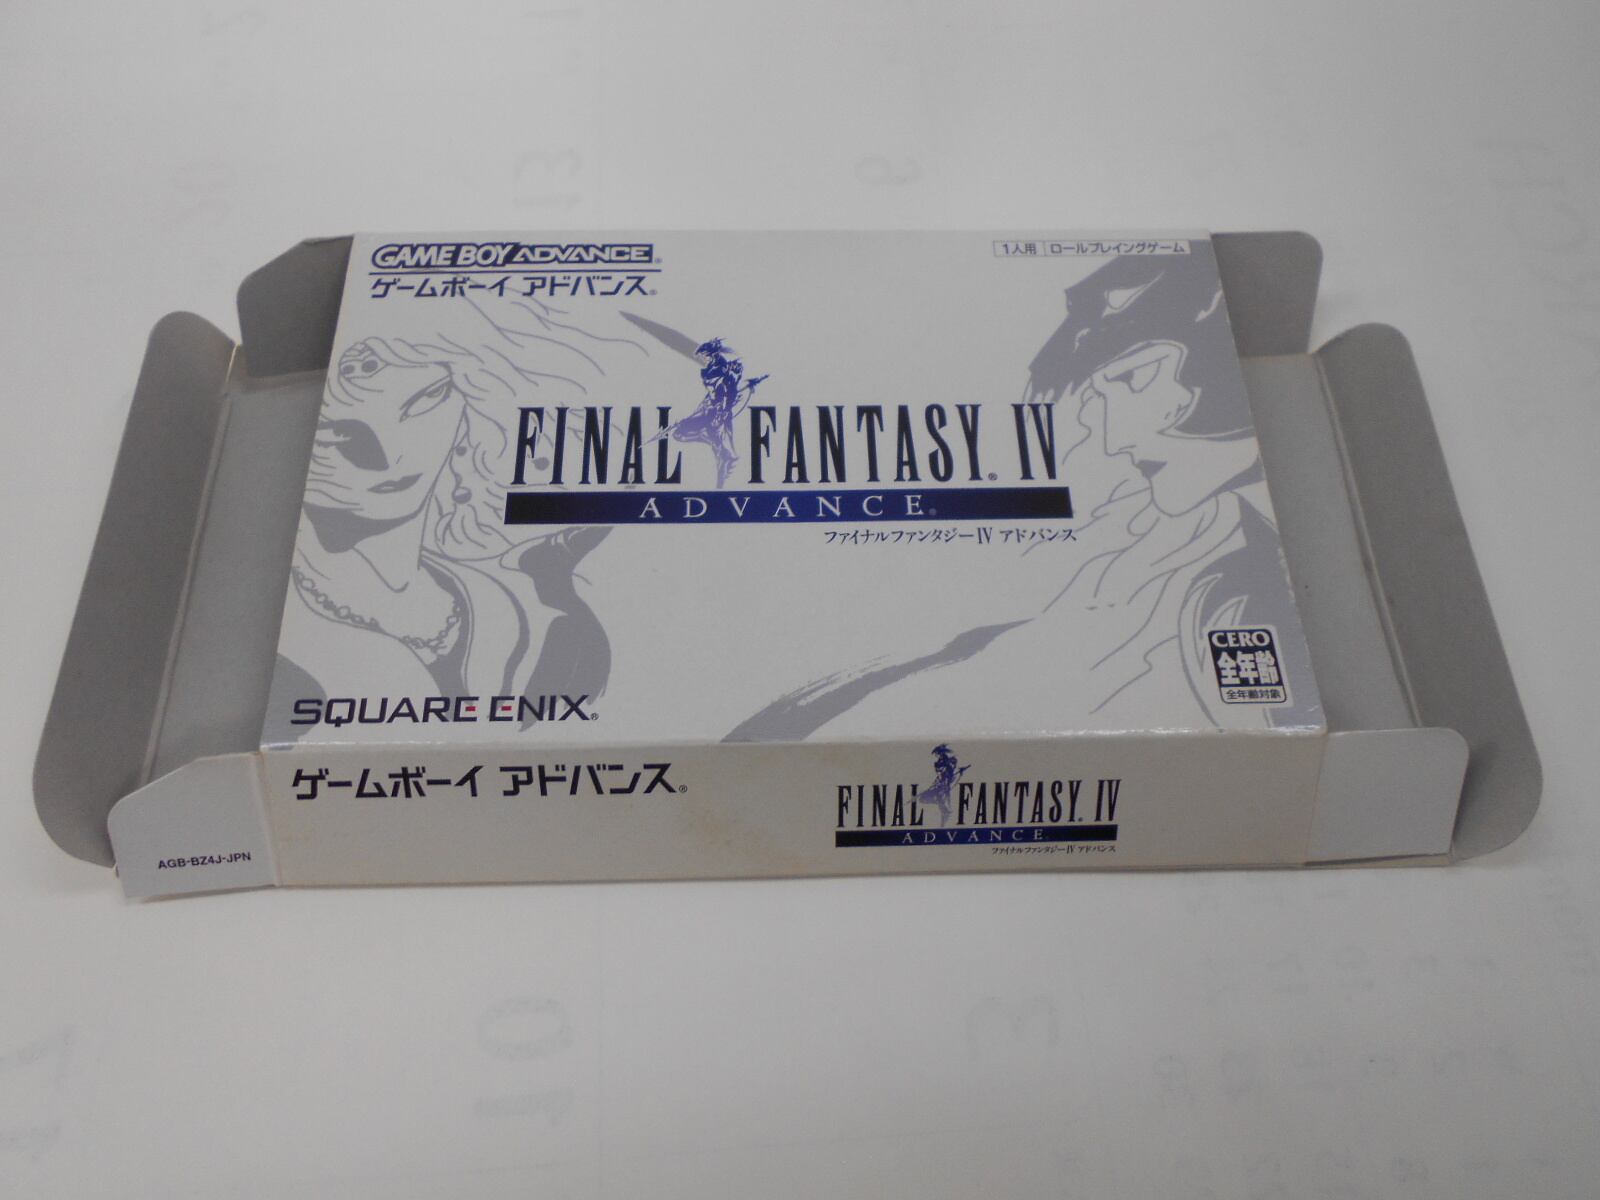 GAME BOY ADVANCE
ゲームボーイ アドバンス
1人用 ロールプレイングゲーム
FINAL FANTASY IV
ADVANCE
ファイナルファンタジーIV アドバンス
CERO
全年齢
全年齢対象
SQUARE ENIX
ゲームボーイ アドバンス
FINAL FANTASY IV
ADVANCE
ファイナルファンタジーIV アドバンス
AGB-BZ4J-JPN